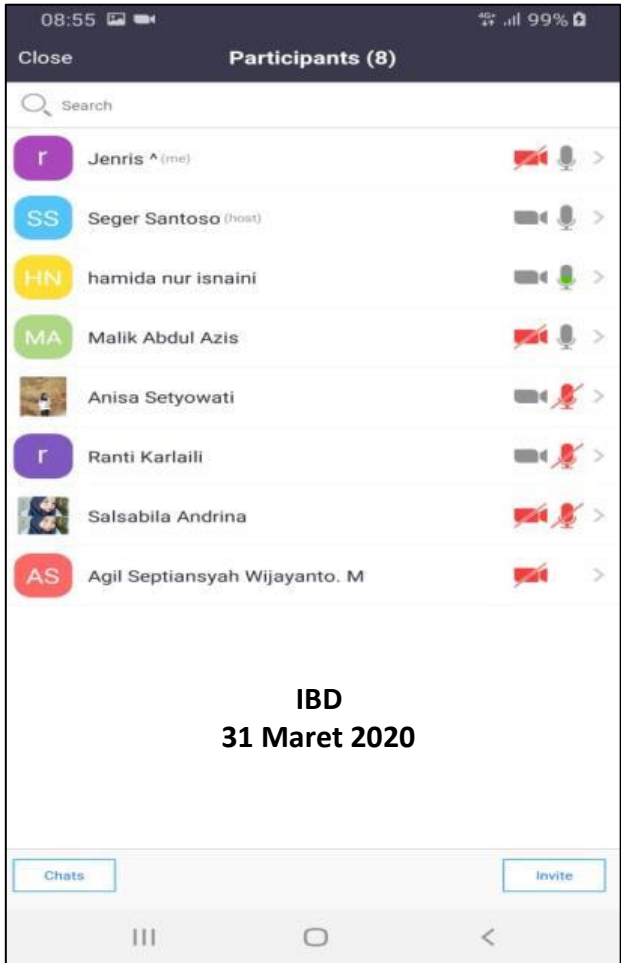 08:55 4G+ 99%
Close Participants (8)
Search
r Jenris ^ (me)
SS Seger Santoso (host)
HN hamida nur isnaini
MA Malik Abdul Azis
Anisa Setyowati
r Ranti Karlaili
Salsabila Andrina
AS Agil Septiansyah Wijayanto. M
IBD
31 Maret 2020
Chats Invite